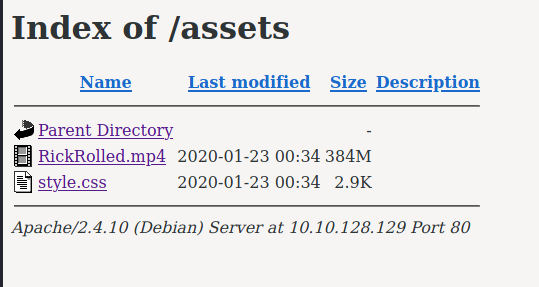 Index of /assets
Name Last modified Size Description
Parent Directory -
RickRolled.mp4 2020-01-23 00:34 384M
style.css 2020-01-23 00:34 2.9K
Apache/2.4.10 (Debian) Server at 10.10.128.129 Port 80